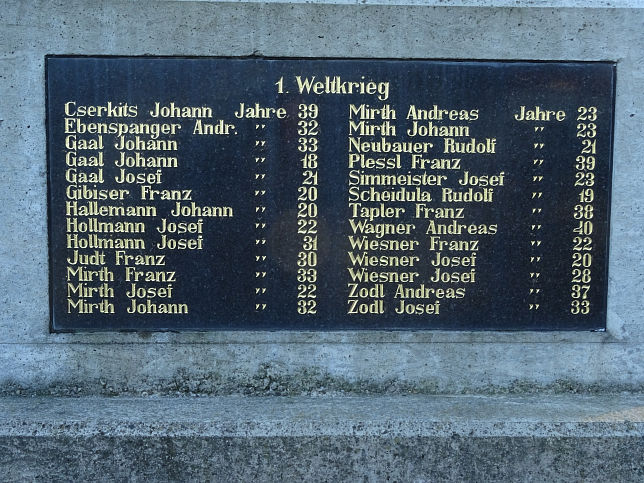 1. Weltkrieg
Cserkits Johann Jahre 39
Ebenspanger Andr. " 32
Gaal Johann " 33
Gaal Johann " 18
Gaal Josef " 21
Gibiser Franz " 20
Hallemann Johann " 20
Hollmann Josef " 22
Hollmann Josef " 31
Judt Franz " 30
Mirth Franz " 33
Mirth Josef " 22
Mirth Johann " 32
Mirth Andreas Jahre 23
Mirth Johann " 23
Neubauer Rudolf " 21
Plessl Franz " 39
Simmeister Josef " 23
Scheidula Rudolf " 19
Tapler Franz " 38
Wagner Andreas " 40
Wiesner Franz " 22
Wiesner Josef " 20
Wiesner Josef " 28
Zodl Andreas " 37
Zodl Josef " 33